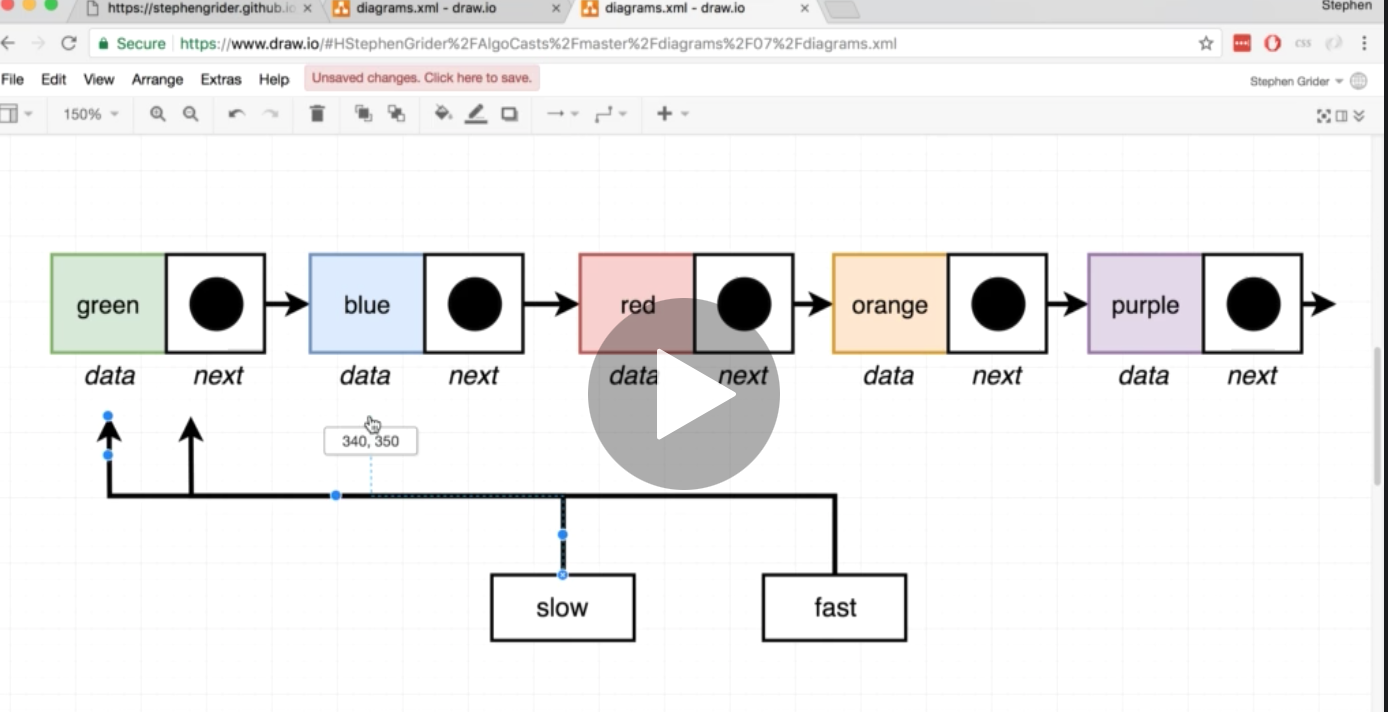 https://stephengrider.github.io
diagrams.xml - draw.io
diagrams.xml - draw.io
Stephen
Secure
https://www.draw.io/#HStephenGrider%2FAlgoCasts%2Fmaster%2Fdiagrams%2F07%2Fdiagrams.xml
css
File Edit View Arrange Extras Help
Unsaved changes. Click here to save.
Stephen Grider
150%
green
blue
red
orange
purple
data next data next data next data next data next
340, 350
slow
fast